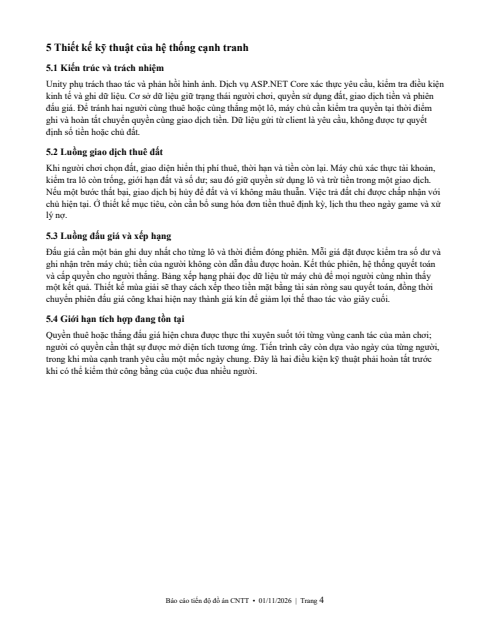 5 Thiết kế kỹ thuật của hệ thống cạnh tranh
5.1 Kiến trúc và trách nhiệm
Unity phụ trách thao tác và phản hồi hình ảnh. Dịch vụ ASP.NET Core xác thực yêu cầu, kiểm tra điều kiện
kinh tế và ghi dữ liệu. Cơ sở dữ liệu giữ trạng thái người chơi, quyền sử dụng đất, giao dịch tiền và phiên
đấu giá. Để tránh hai người cùng thuê hoặc cùng thắng một lô, máy chủ cần kiểm tra quyền tại thời điểm
ghi và hoàn tất chuyển quyền cùng giao dịch tiền. Dữ liệu gửi từ client là yêu cầu, không được tự quyết
định số tiền hoặc chủ đất.
5.2 Luồng giao dịch thuê đất
Khi người chơi chọn đất, giao diện hiển thị phí thuê, thời hạn và tiền còn lại. Máy chủ xác thực tài khoản,
kiểm tra lô còn trống, giới hạn đất và số dư; sau đó giữ quyền sử dụng lô và trừ tiền trong một giao dịch.
Nếu một bước thất bại, giao dịch bị hủy để đất và ví không mâu thuẫn. Việc trả đất chỉ được chấp nhận với
chủ hiện tại. Ở thiết kế mục tiêu, còn cần bổ sung hóa đơn tiền thuê định kỳ, lịch thu theo ngày game và xử
lý nợ.
5.3 Luồng đấu giá và xếp hạng
Đấu giá cần một bản ghi duy nhất cho từng lô và thời điểm đóng phiên. Mỗi giá đặt được kiểm tra số dư và
ghi nhận trên máy chủ; tiền của người không còn dẫn đầu được hoàn. Kết thúc phiên, hệ thống quyết toán
và cấp quyền cho người thắng. Bảng xếp hạng phải đọc dữ liệu từ máy chủ để mọi người cùng nhìn thấy
một kết quả. Thiết kế mùa giải sẽ thay cách xếp theo tiền mặt bằng tài sản ròng sau quyết toán, đồng thời
chuyển phiên đấu giá công khai hiện nay thành giá kín để giảm lợi thế thao tác vào giây cuối.
5.4 Giới hạn tích hợp đang tồn tại
Quyền thuê hoặc thắng đấu giá hiện chưa được thực thi xuyên suốt tới từng vùng canh tác của màn chơi;
người có quyền cần thật sự được mở diện tích tương ứng. Tiến trình cây còn dựa vào ngày của từng người,
trong khi mùa cạnh tranh yêu cầu một mốc ngày chung. Đây là hai điều kiện kỹ thuật phải hoàn tất trước
khi có thể kiểm thử công bằng của cuộc đua nhiều người.
Báo cáo tiến độ đồ án CNTT • 01/11/2026 | Trang 4